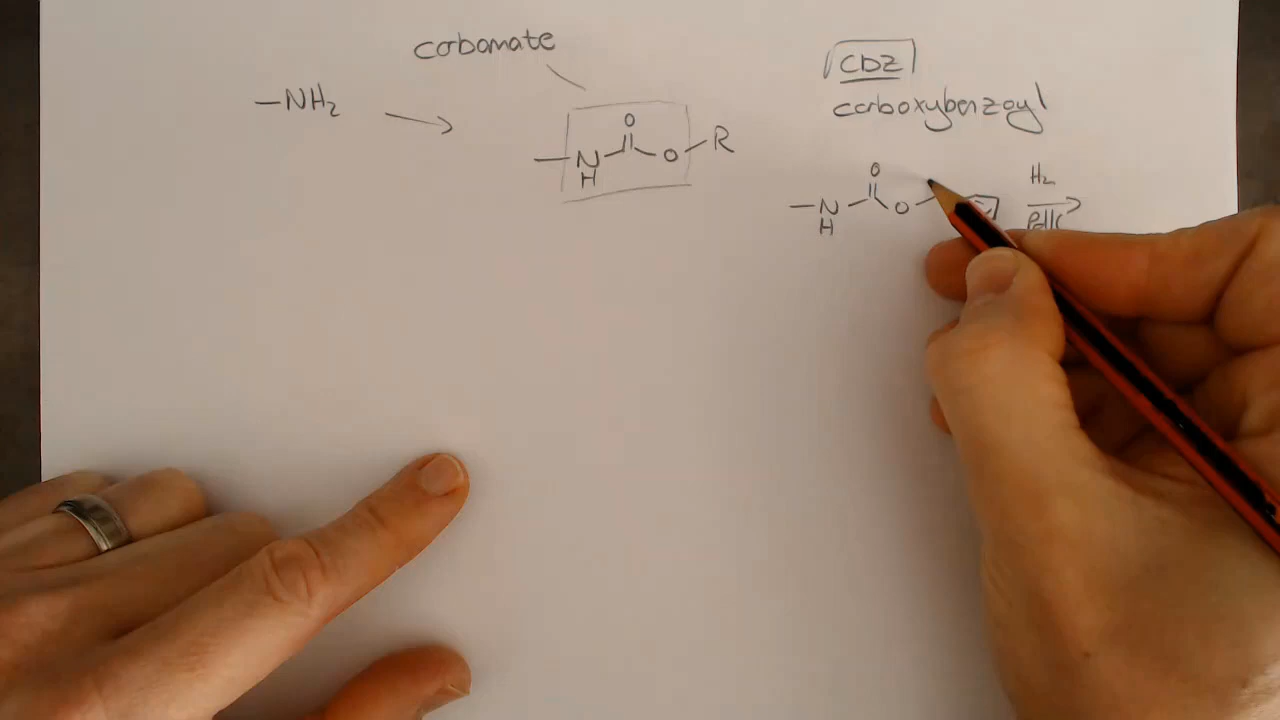 carbamate
CBZ
carboxybenzoyl
–NH2
O
N
H
O
R
O
N
H
O
H2
Pd/C